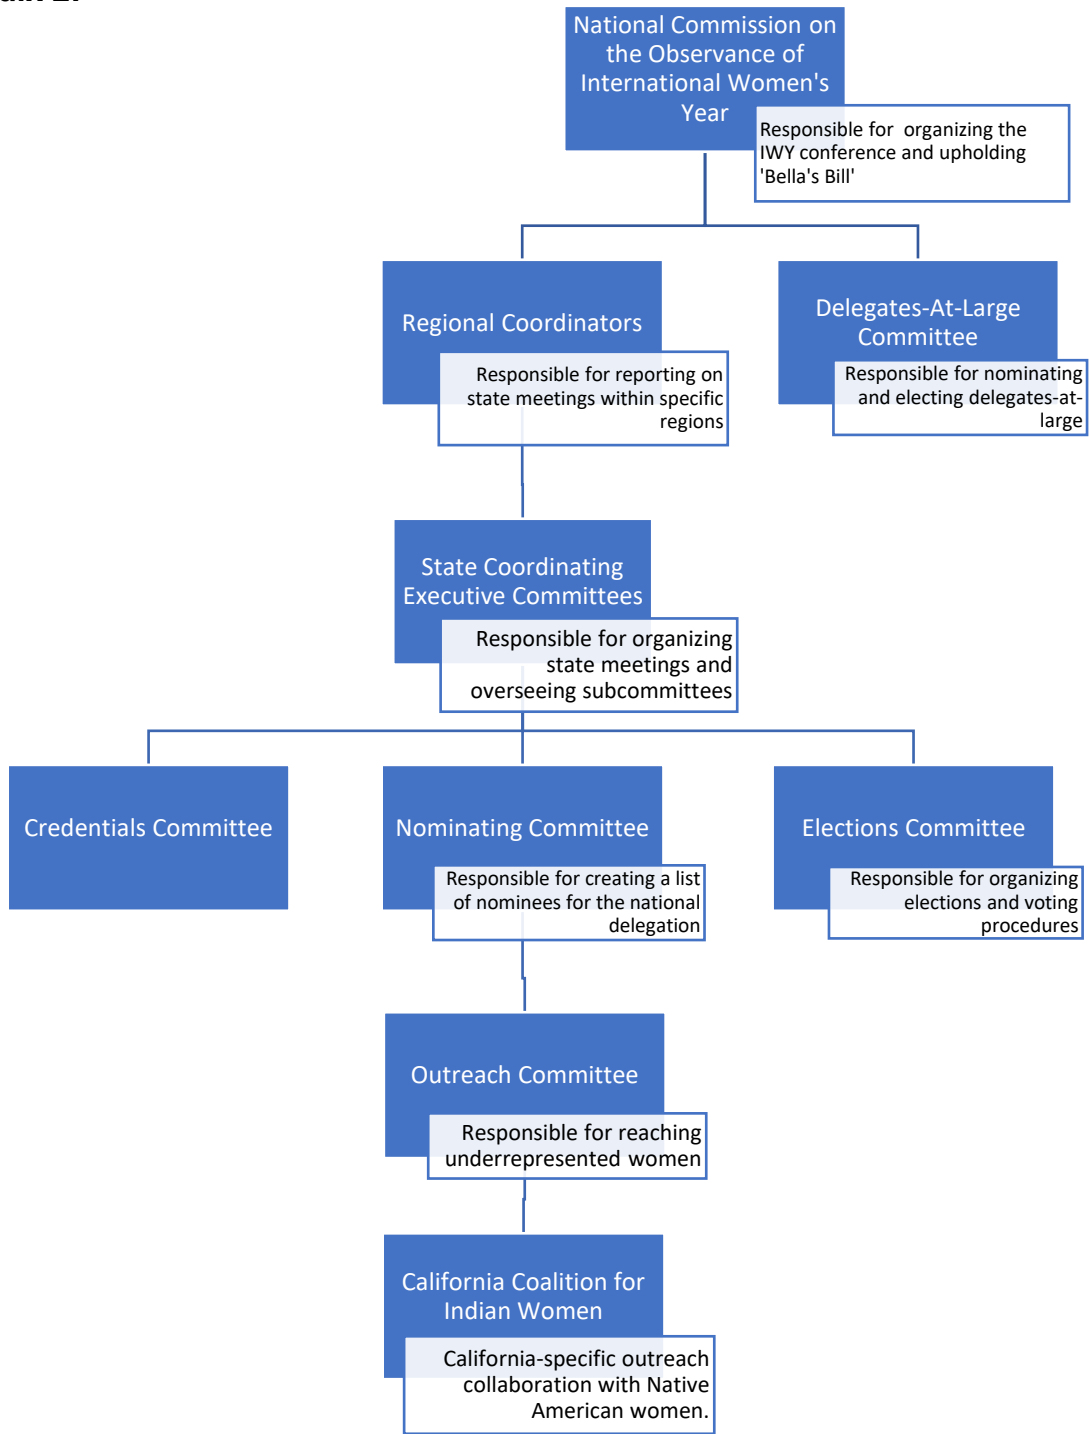 National Commission on
the Observance of
International Women's
Year
Responsible for organizing the
IWY conference and upholding
'Bella's Bill'
Regional Coordinators
Responsible for reporting on
state meetings within specific
regions
Delegates-At-Large
Committee
Responsible for nominating
and electing delegates-at-
large
State Coordinating
Executive Committees
Responsible for organizing
state meetings and
overseeing subcommittees
Credentials Committee
Nominating Committee
Responsible for creating a list
of nominees for the national
delegation
Elections Committee
Responsible for organizing
elections and voting
procedures
Outreach Committee
Responsible for reaching
underrepresented women
California Coalition for
Indian Women
California-specific outreach
collaboration with Native
American women.